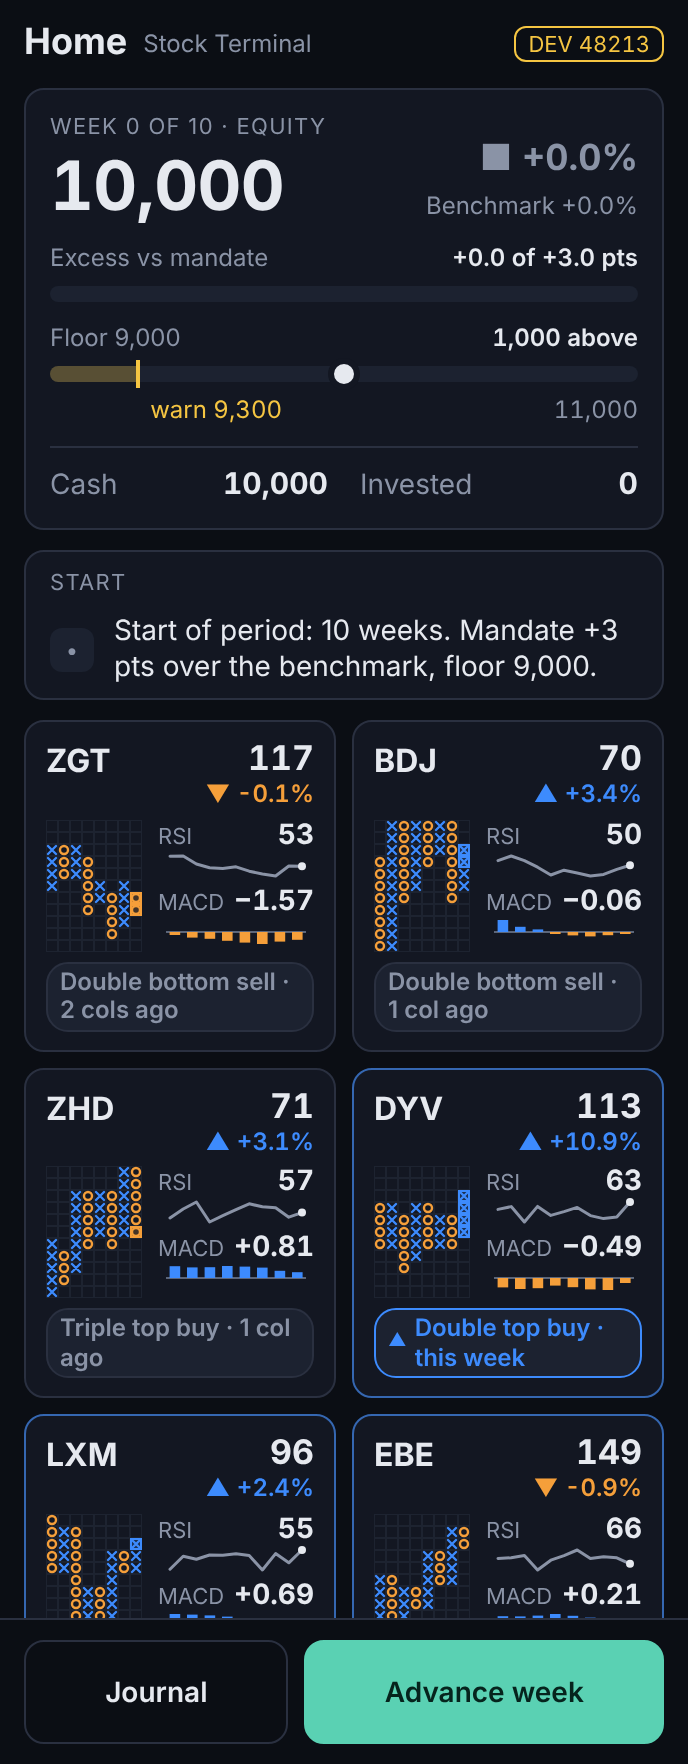 Home Stock Terminal DEV 48213
WEEK 0 OF 10 · EQUITY
10,000
+0.0%
Benchmark +0.0%
Excess vs mandate +0.0 of +3.0 pts
Floor 9,000 1,000 above
warn 9,300 11,000
Cash 10,000 Invested 0
START
Start of period: 10 weeks. Mandate +3
pts over the benchmark, floor 9,000.
ZGT 117
▼ -0.1%
RSI 53
MACD −1.57
Double bottom sell ·
2 cols ago
BDJ 70
▲ +3.4%
RSI 50
MACD −0.06
Double bottom sell ·
1 col ago
ZHD 71
▲ +3.1%
RSI 57
MACD +0.81
Triple top buy · 1 col
ago
DYV 113
▲ +10.9%
RSI 63
MACD −0.49
▲ Double top buy ·
this week
LXM 96
▲ +2.4%
RSI 55
MACD +0.69
EBE 149
▼ -0.9%
RSI 66
MACD +0.21
Journal
Advance week